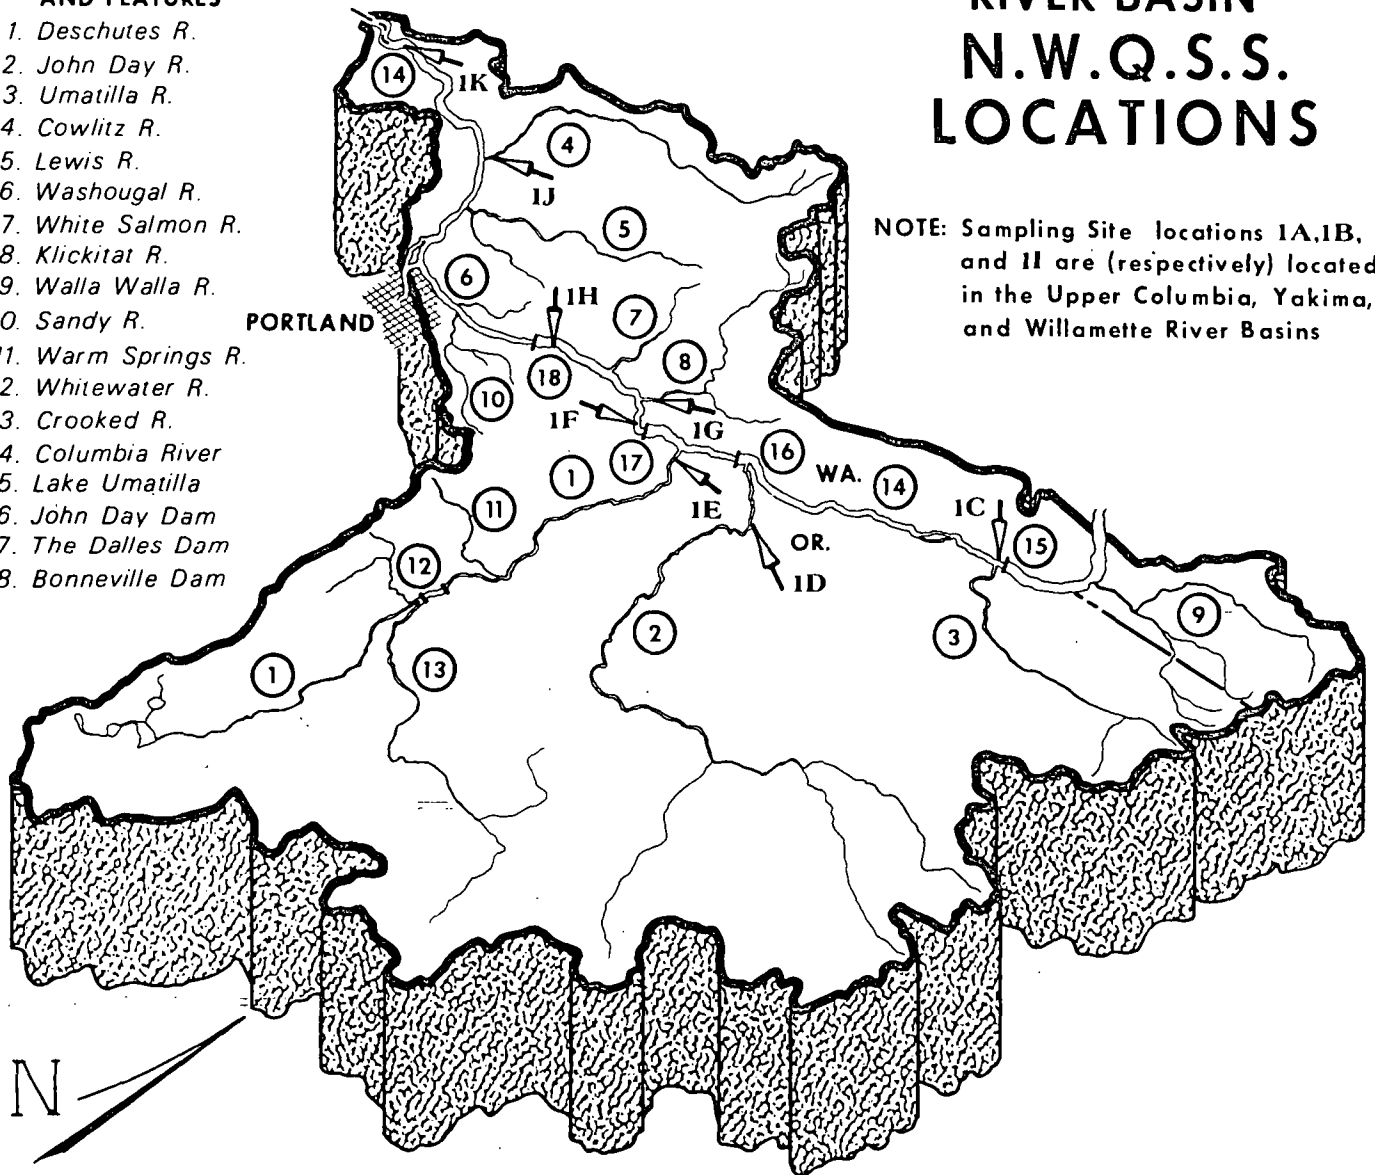 AND FEATURES
1. Deschutes R.
2. John Day R.
3. Umatilla R.
4. Cowlitz R.
5. Lewis R.
6. Washougal R.
7. White Salmon R.
8. Klickitat R.
9. Walla Walla R.
0. Sandy R.
1. Warm Springs R.
2. Whitewater R.
3. Crooked R.
4. Columbia River
5. Lake Umatilla
6. John Day Dam
7. The Dalles Dam
8. Bonneville Dam
RIVER BASIN
N.W.Q.S.S.
LOCATIONS
NOTE: Sampling Site locations 1A,1B,
and 1I are (respectively) located
in the Upper Columbia, Yakima,
and Willamette River Basins
14
1K
4
1J
5
6
1H
7
PORTLAND
8
18
10
1F
1G
16
17
1
WA.
14
11
1E
1C
15
OR.
12
1D
9
2
3
1
13
N